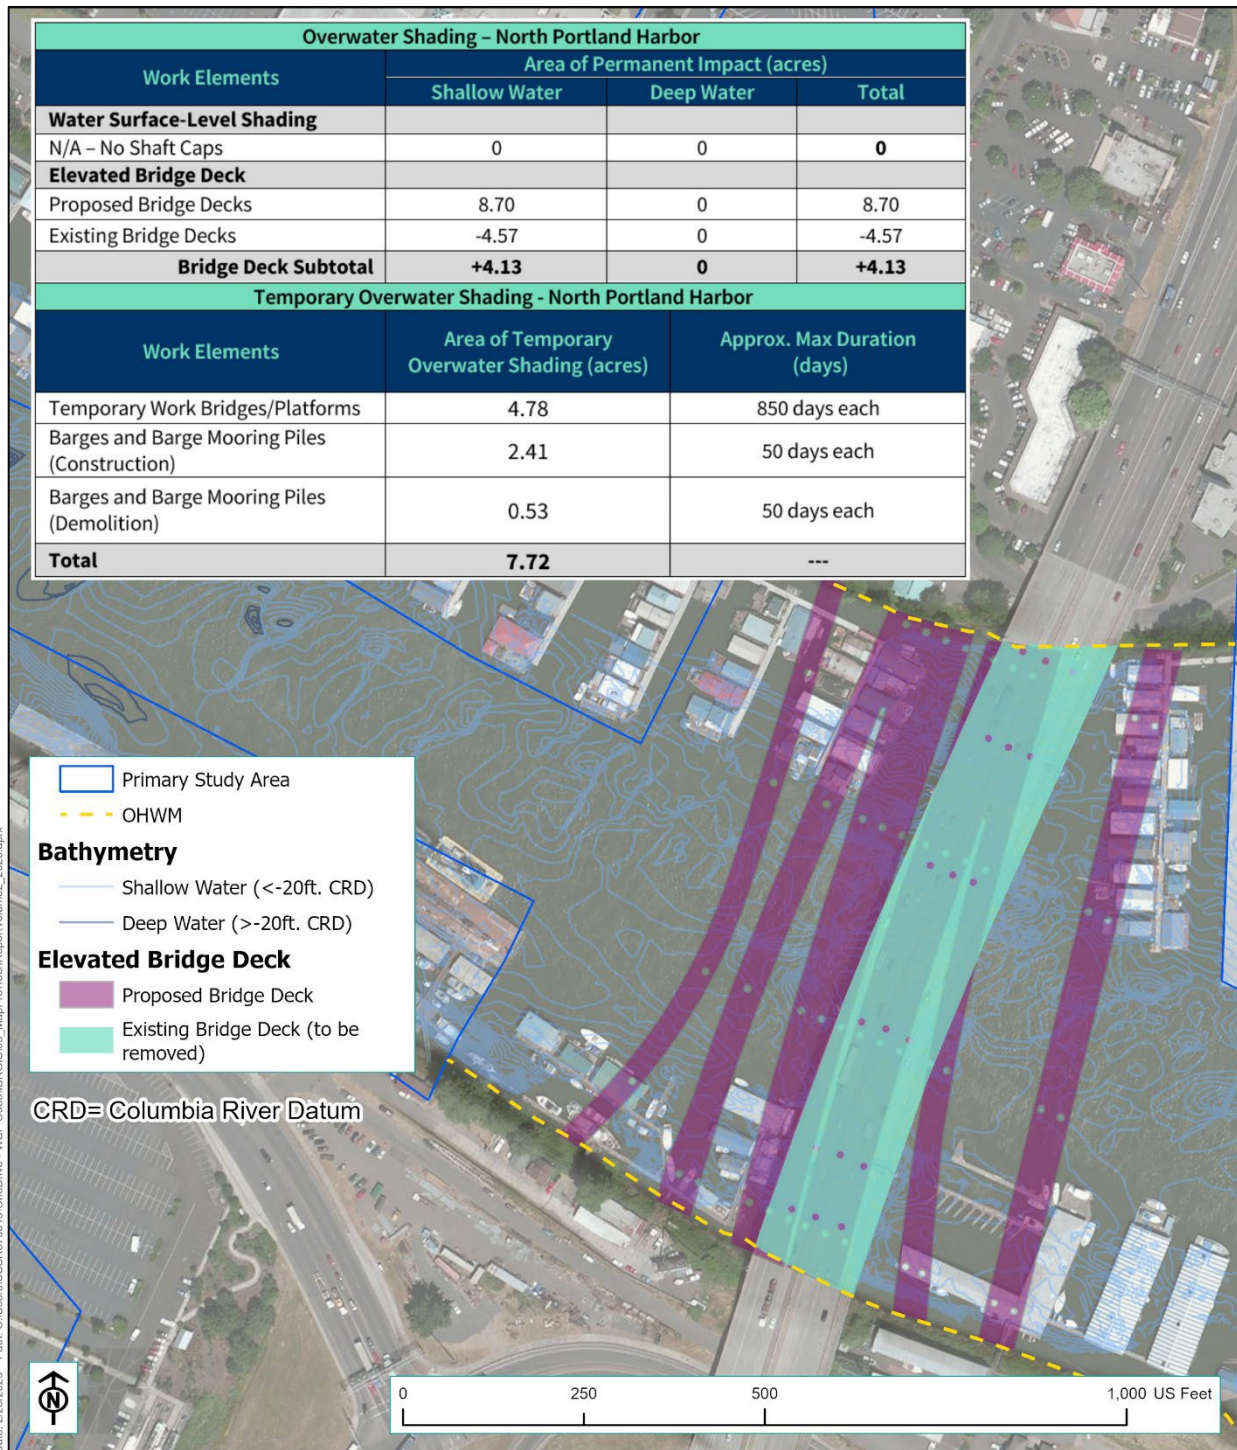 Overwater Shading – North Portland Harbor
Work Elements
Area of Permanent Impact (acres)
Shallow Water Deep Water Total
Water Surface-Level Shading
N/A – No Shaft Caps 0 0 0
Elevated Bridge Deck
Proposed Bridge Decks 8.70 0 8.70
Existing Bridge Decks -4.57 0 -4.57
Bridge Deck Subtotal +4.13 0 +4.13
Temporary Overwater Shading - North Portland Harbor
Work Elements
Area of Temporary
Overwater Shading (acres)
Approx. Max Duration
(days)
Temporary Work Bridges/Platforms 4.78 850 days each
Barges and Barge Mooring Piles
(Construction)
2.41 50 days each
Barges and Barge Mooring Piles
(Demolition)
0.53 50 days each
Total 7.72 ---
Primary Study Area
OHWM
Bathymetry
Shallow Water (<-20ft. CRD)
Deep Water (>-20ft. CRD)
Elevated Bridge Deck
Proposed Bridge Deck
Existing Bridge Deck (to be
removed)
CRD= Columbia River Datum
N
0 250 500 1,000 US Feet